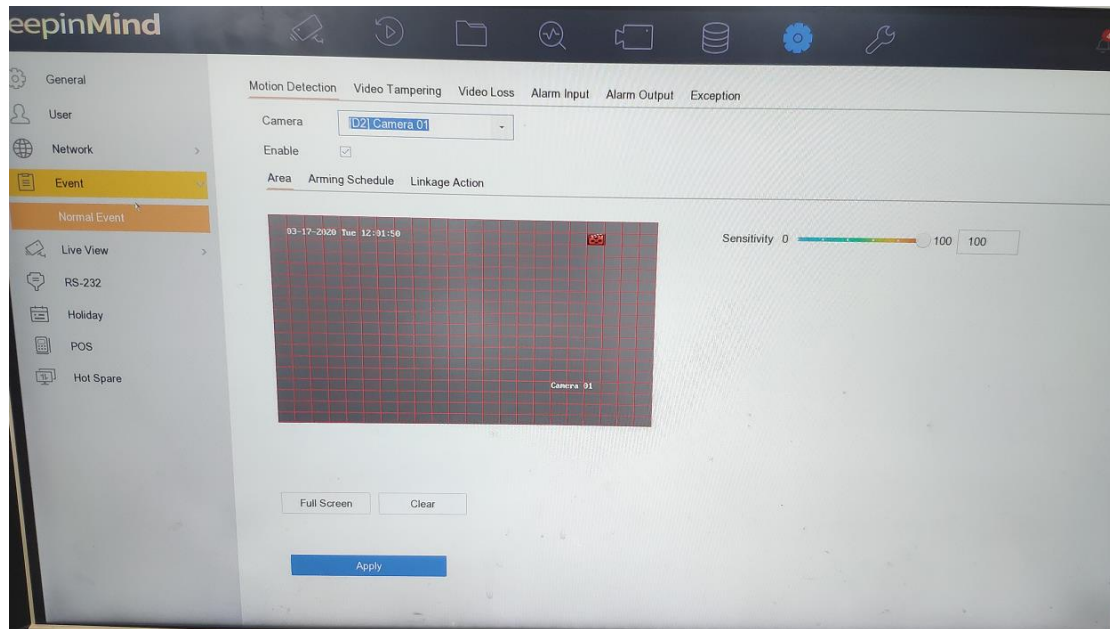 eepinMind
General
User
Network
Event
Normal Event
Live View
RS-232
Holiday
POS
Hot Spare
Motion Detection Video Tampering Video Loss Alarm Input Alarm Output Exception
Camera [D2] Camera 01
Enable
Area Arming Schedule Linkage Action
03-17-2020 Tue 12:01:50
Camera 01
Sensitivity 0 100 100
Full Screen Clear
Apply